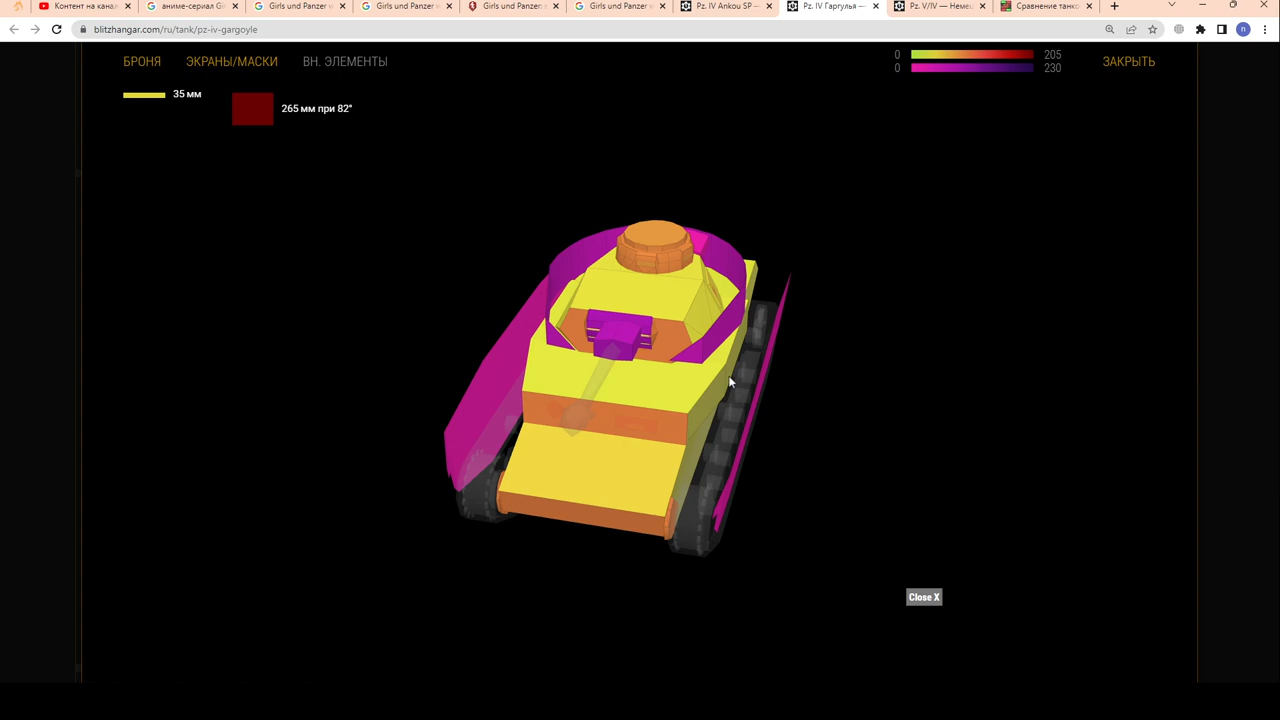 Контент на кана
аниме-сериал Gi
Girls und Panzer v
Girls und Panzer v
Girls und Panzer: 
Girls und Panzer w
Pz. IV Ankou SP —
Pz. IV Гаргулья —
Pz. V/IV — Немец
Сравнение танко
blitzhangar.com/ru/tank/pz-iv-gargoyle
n
БРОНЯ
ЭКРАНЫ/МАСКИ
ВН. ЭЛЕМЕНТЫ
0 205
0 230
ЗАКРЫТЬ
35 мм
265 мм при 82°
Close X